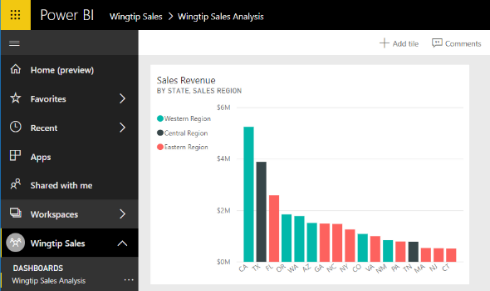 Power BI Wingtip Sales > Wingtip Sales Analysis
+ Add tile Comments
Home (preview)
Favorites >
Recent >
Apps
Shared with me
Workspaces >
Wingtip Sales
DASHBOARDS
Wingtip Sales Analysis ...
Sales Revenue
BY STATE, SALES REGION
Western Region
Central Region
Eastern Region
$6M
$4M
$2M
$0M
CA TX FL OR WA AZ GA NC NY CO VA NM PA TN MA NJ CT